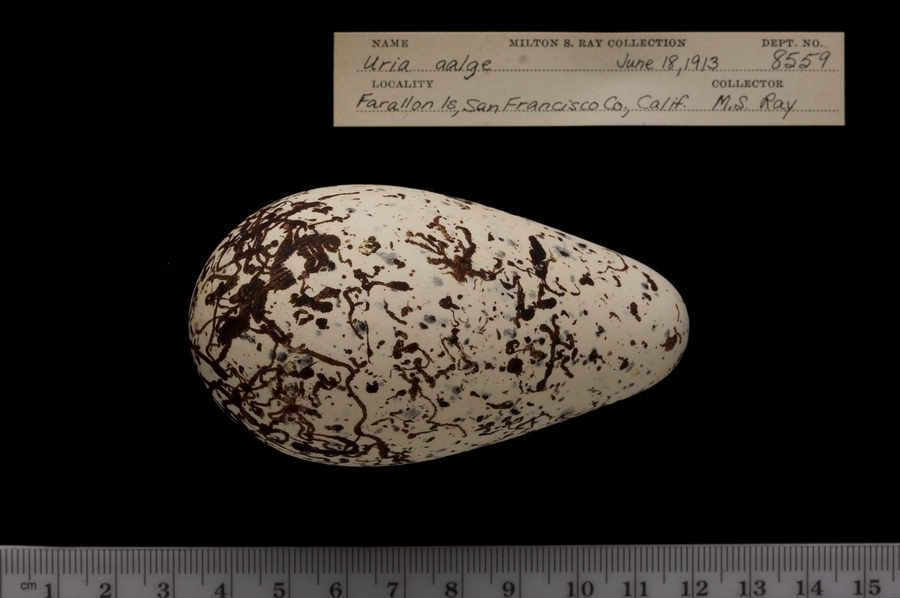 NAME MILTON S. RAY COLLECTION DEPT. NO.
Uria aalge June 18, 1913 8559
LOCALITY COLLECTOR
Farallon Is, San Francisco Co., Calif. M.S. Ray
cm 1 2 3 4 5 6 7 8 9 10 11 12 13 14 15